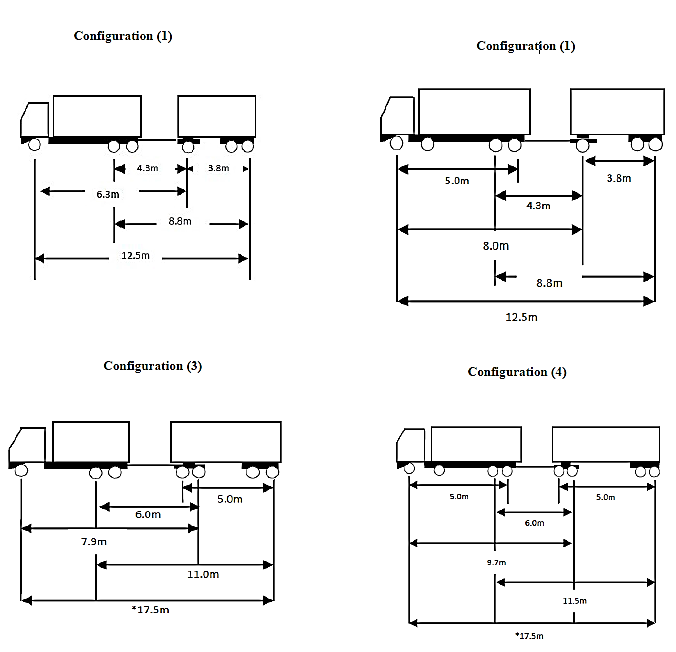 Configuration (1)
4.3m
3.8m
6.3m
8.8m
12.5m
Configuration (1)
5.0m
3.8m
4.3m
8.0m
8.8m
12.5m
Configuration (3)
5.0m
6.0m
7.9m
11.0m
*17.5m
Configuration (4)
5.0m
5.0m
6.0m
9.7m
11.5m
*17.5m